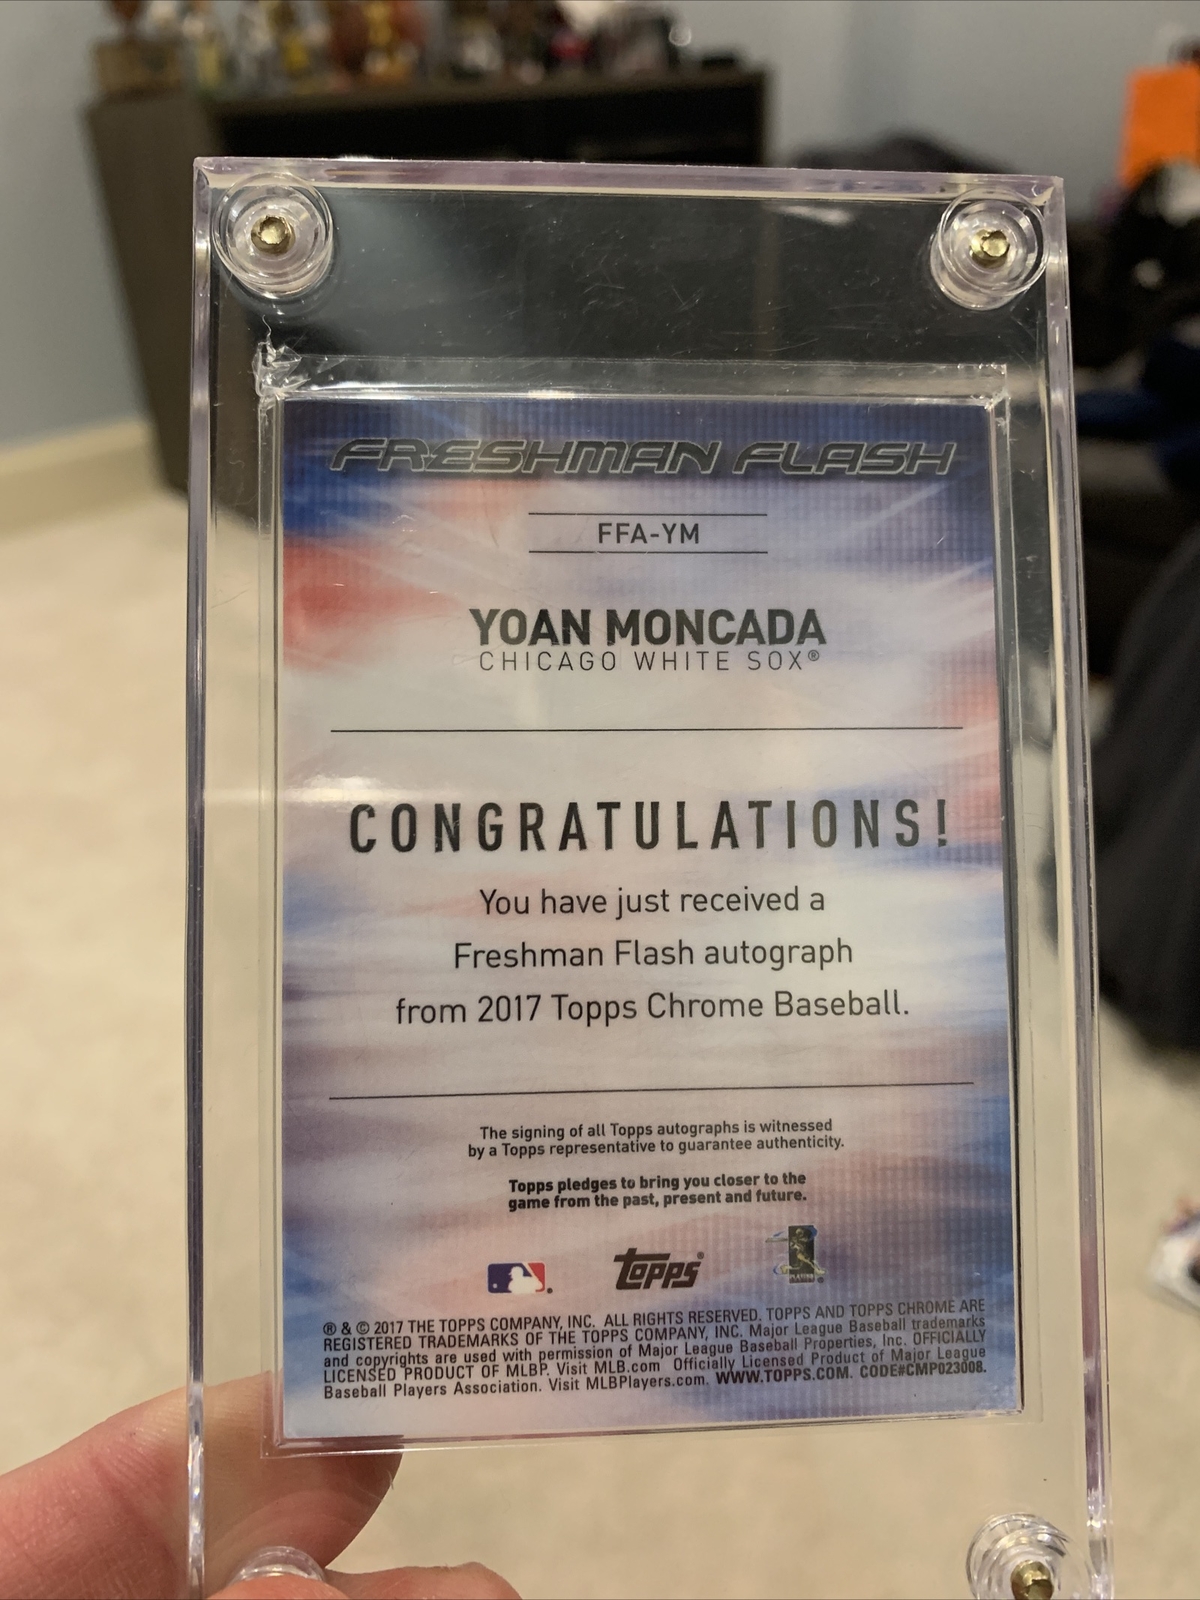 FRESHMAN FLASH
FFA-YM
YOAN MONCADA
CHICAGO WHITE SOX®
CONGRATULATIONS!
You have just received a
Freshman Flash autograph
from 2017 Topps Chrome Baseball.
The signing of all Topps autographs is witnessed
by a Topps representative to guarantee authenticity.
Topps pledges to bring you closer to the
game from the past, present and future.
Topps®
PLAYERS
® & © 2017 THE TOPPS COMPANY, INC. ALL RIGHTS RESERVED. TOPPS AND TOPPS CHROME ARE
REGISTERED TRADEMARKS OF THE TOPPS COMPANY, INC. Major League Baseball trademarks
and copyrights are used with permission of Major League Baseball Properties, Inc. OFFICIALLY
LICENSED PRODUCT OF MLBP. Visit MLB.com Officially Licensed Product of Major League
Baseball Players Association. Visit MLBPlayers.com. WWW.TOPPS.COM. CODE#CMP023008.